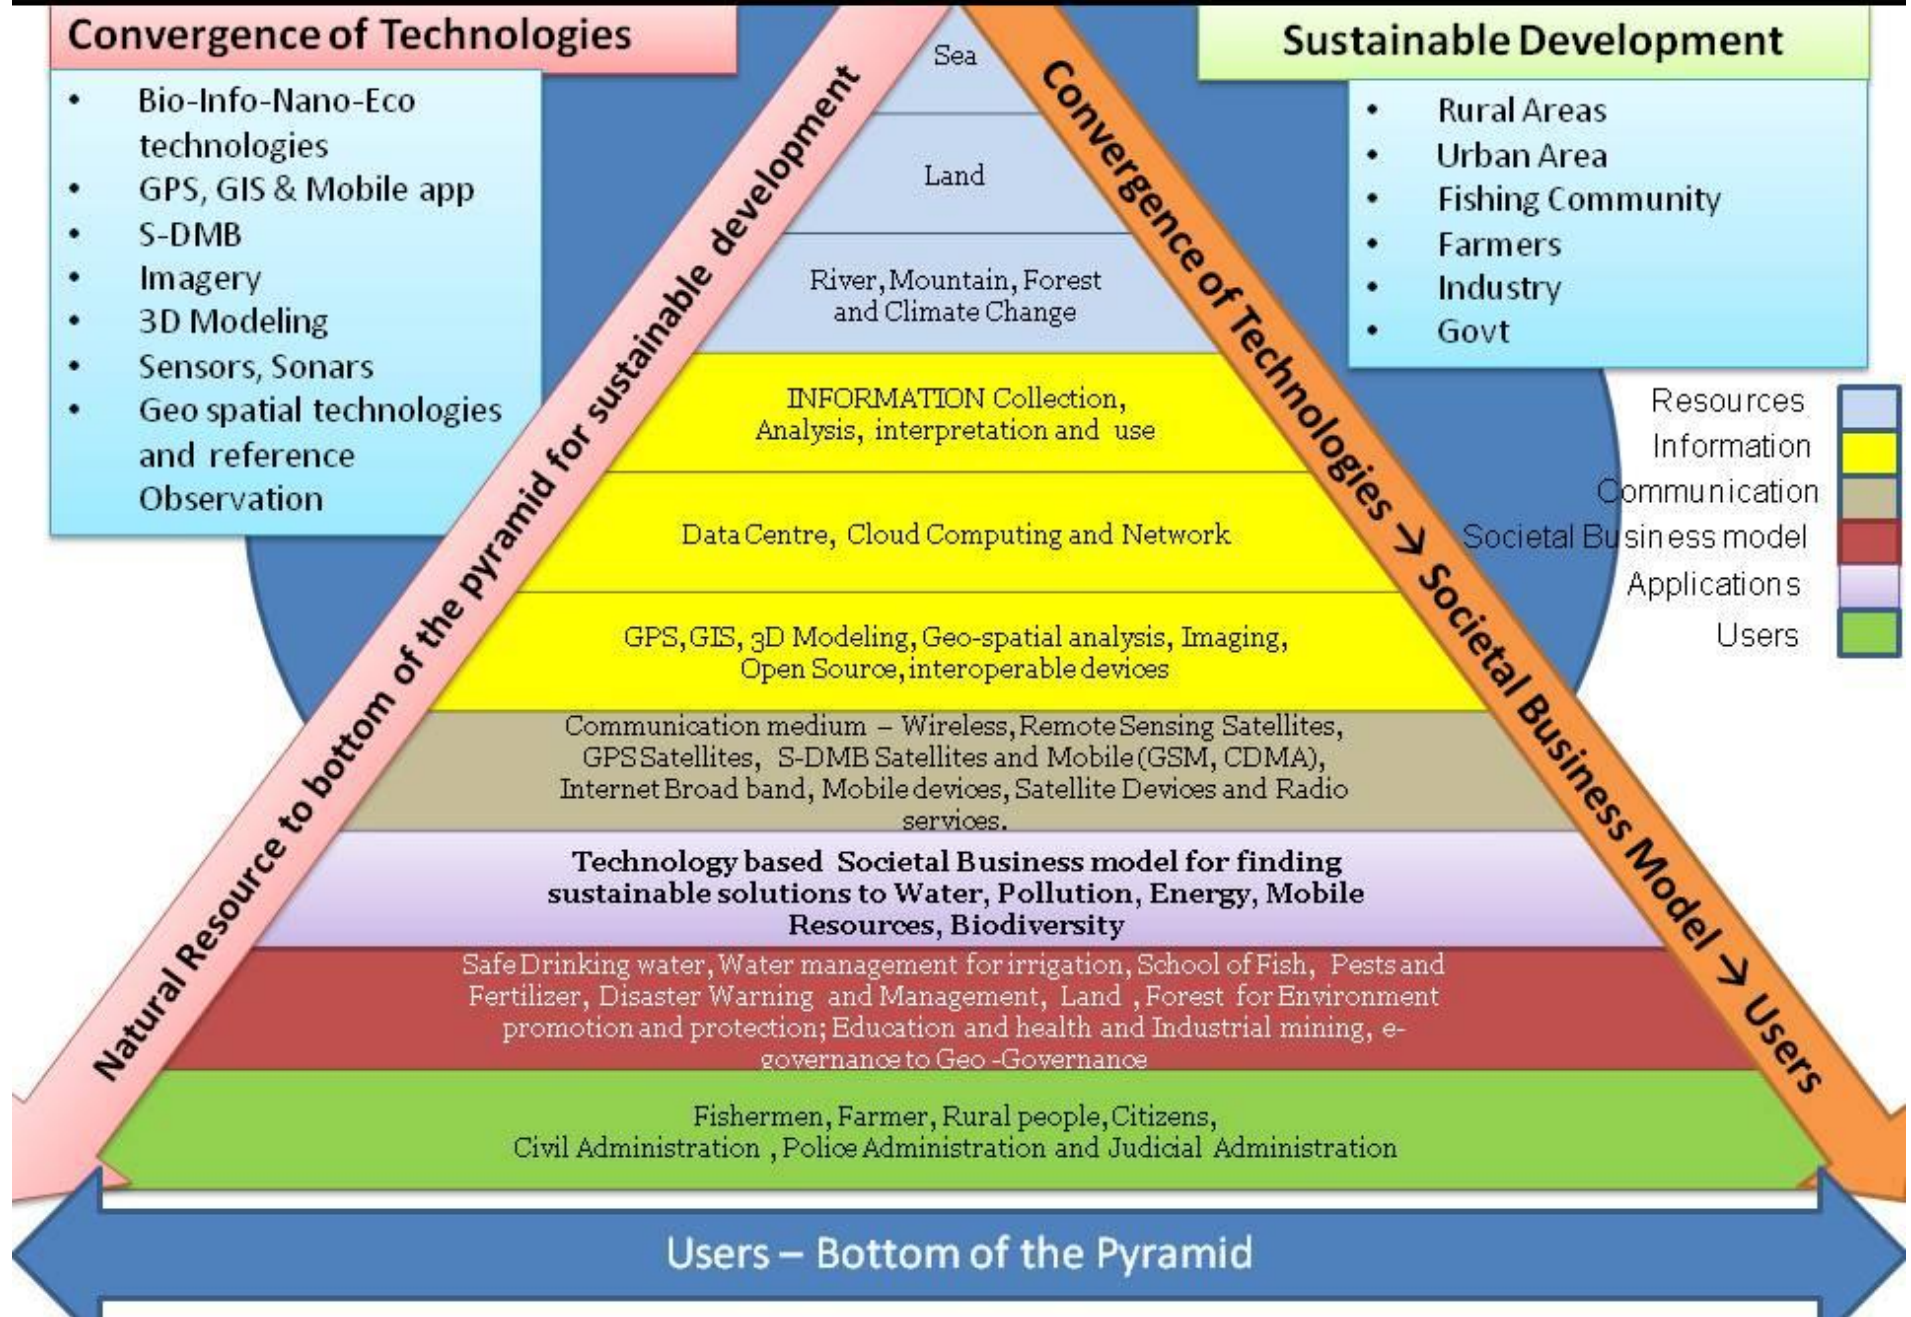 Convergence of Technologies
• Bio-Info-Nano-Eco
technologies
• GPS, GIS & Mobile app
• S-DMB
• Imagery
• 3D Modeling
• Sensors, Sonars
• Geo spatial technologies
and reference
Observation
Sustainable Development
• Rural Areas
• Urban Area
• Fishing Community
• Farmers
• Industry
• Govt
Resources
Information
Communication
Societal Business model
Applications
Users
Natural Resource to bottom of the pyramid for sustainable development
Convergence of Technologies → Societal Business Model → Users
Sea
Land
River, Mountain, Forest
and Climate Change
INFORMATION Collection,
Analysis, interpretation and use
Data Centre, Cloud Computing and Network
GPS, GIS, 3D Modeling, Geo-spatial analysis, Imaging,
Open Source, interoperable devices
Communication medium – Wireless, Remote Sensing Satellites,
GPS Satellites, S-DMB Satellites and Mobile (GSM, CDMA),
Internet Broad band, Mobile devices, Satellite Devices and Radio
services.
Technology based Societal Business model for finding
sustainable solutions to Water, Pollution, Energy, Mobile
Resources, Biodiversity
Safe Drinking water, Water management for irrigation, School of Fish, Pests and
Fertilizer, Disaster Warning and Management, Land , Forest for Environment
promotion and protection; Education and health and Industrial mining, e-
governance to Geo -Governance
Fishermen, Farmer, Rural people, Citizens,
Civil Administration , Police Administration and Judicial Administration
Users – Bottom of the Pyramid